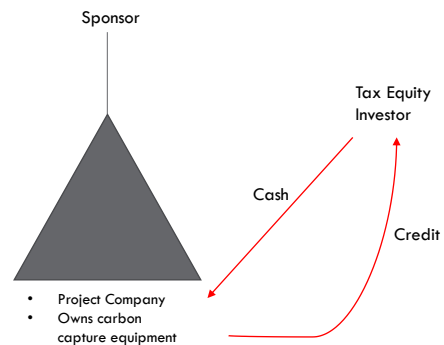 Sponsor
Tax Equity
Investor
Cash
Credit
• Project Company
• Owns carbon
capture equipment